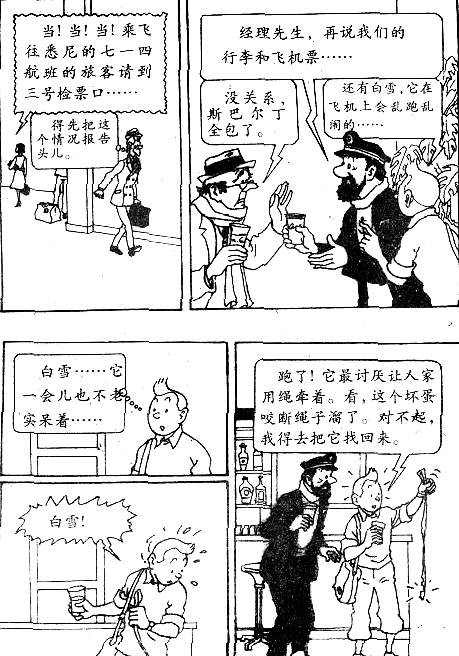 当！当！当！乘飞
往悉尼的七一四
航班的旅客请到
三号检票口……
得先把这
个情况报告
头儿。
经理先生，再说我们的
行李和飞机票……
没关系，
斯巴尔丁
全包了。
还有白雪，它在
飞机上会乱跑乱
闹的……
白雪……它
一会儿也不老
实呆着……
白雪！
跑了！它最讨厌让人家
用绳牵着。看，这个坏蛋
咬断绳子溜了。对不起，
我得去把它找回来。